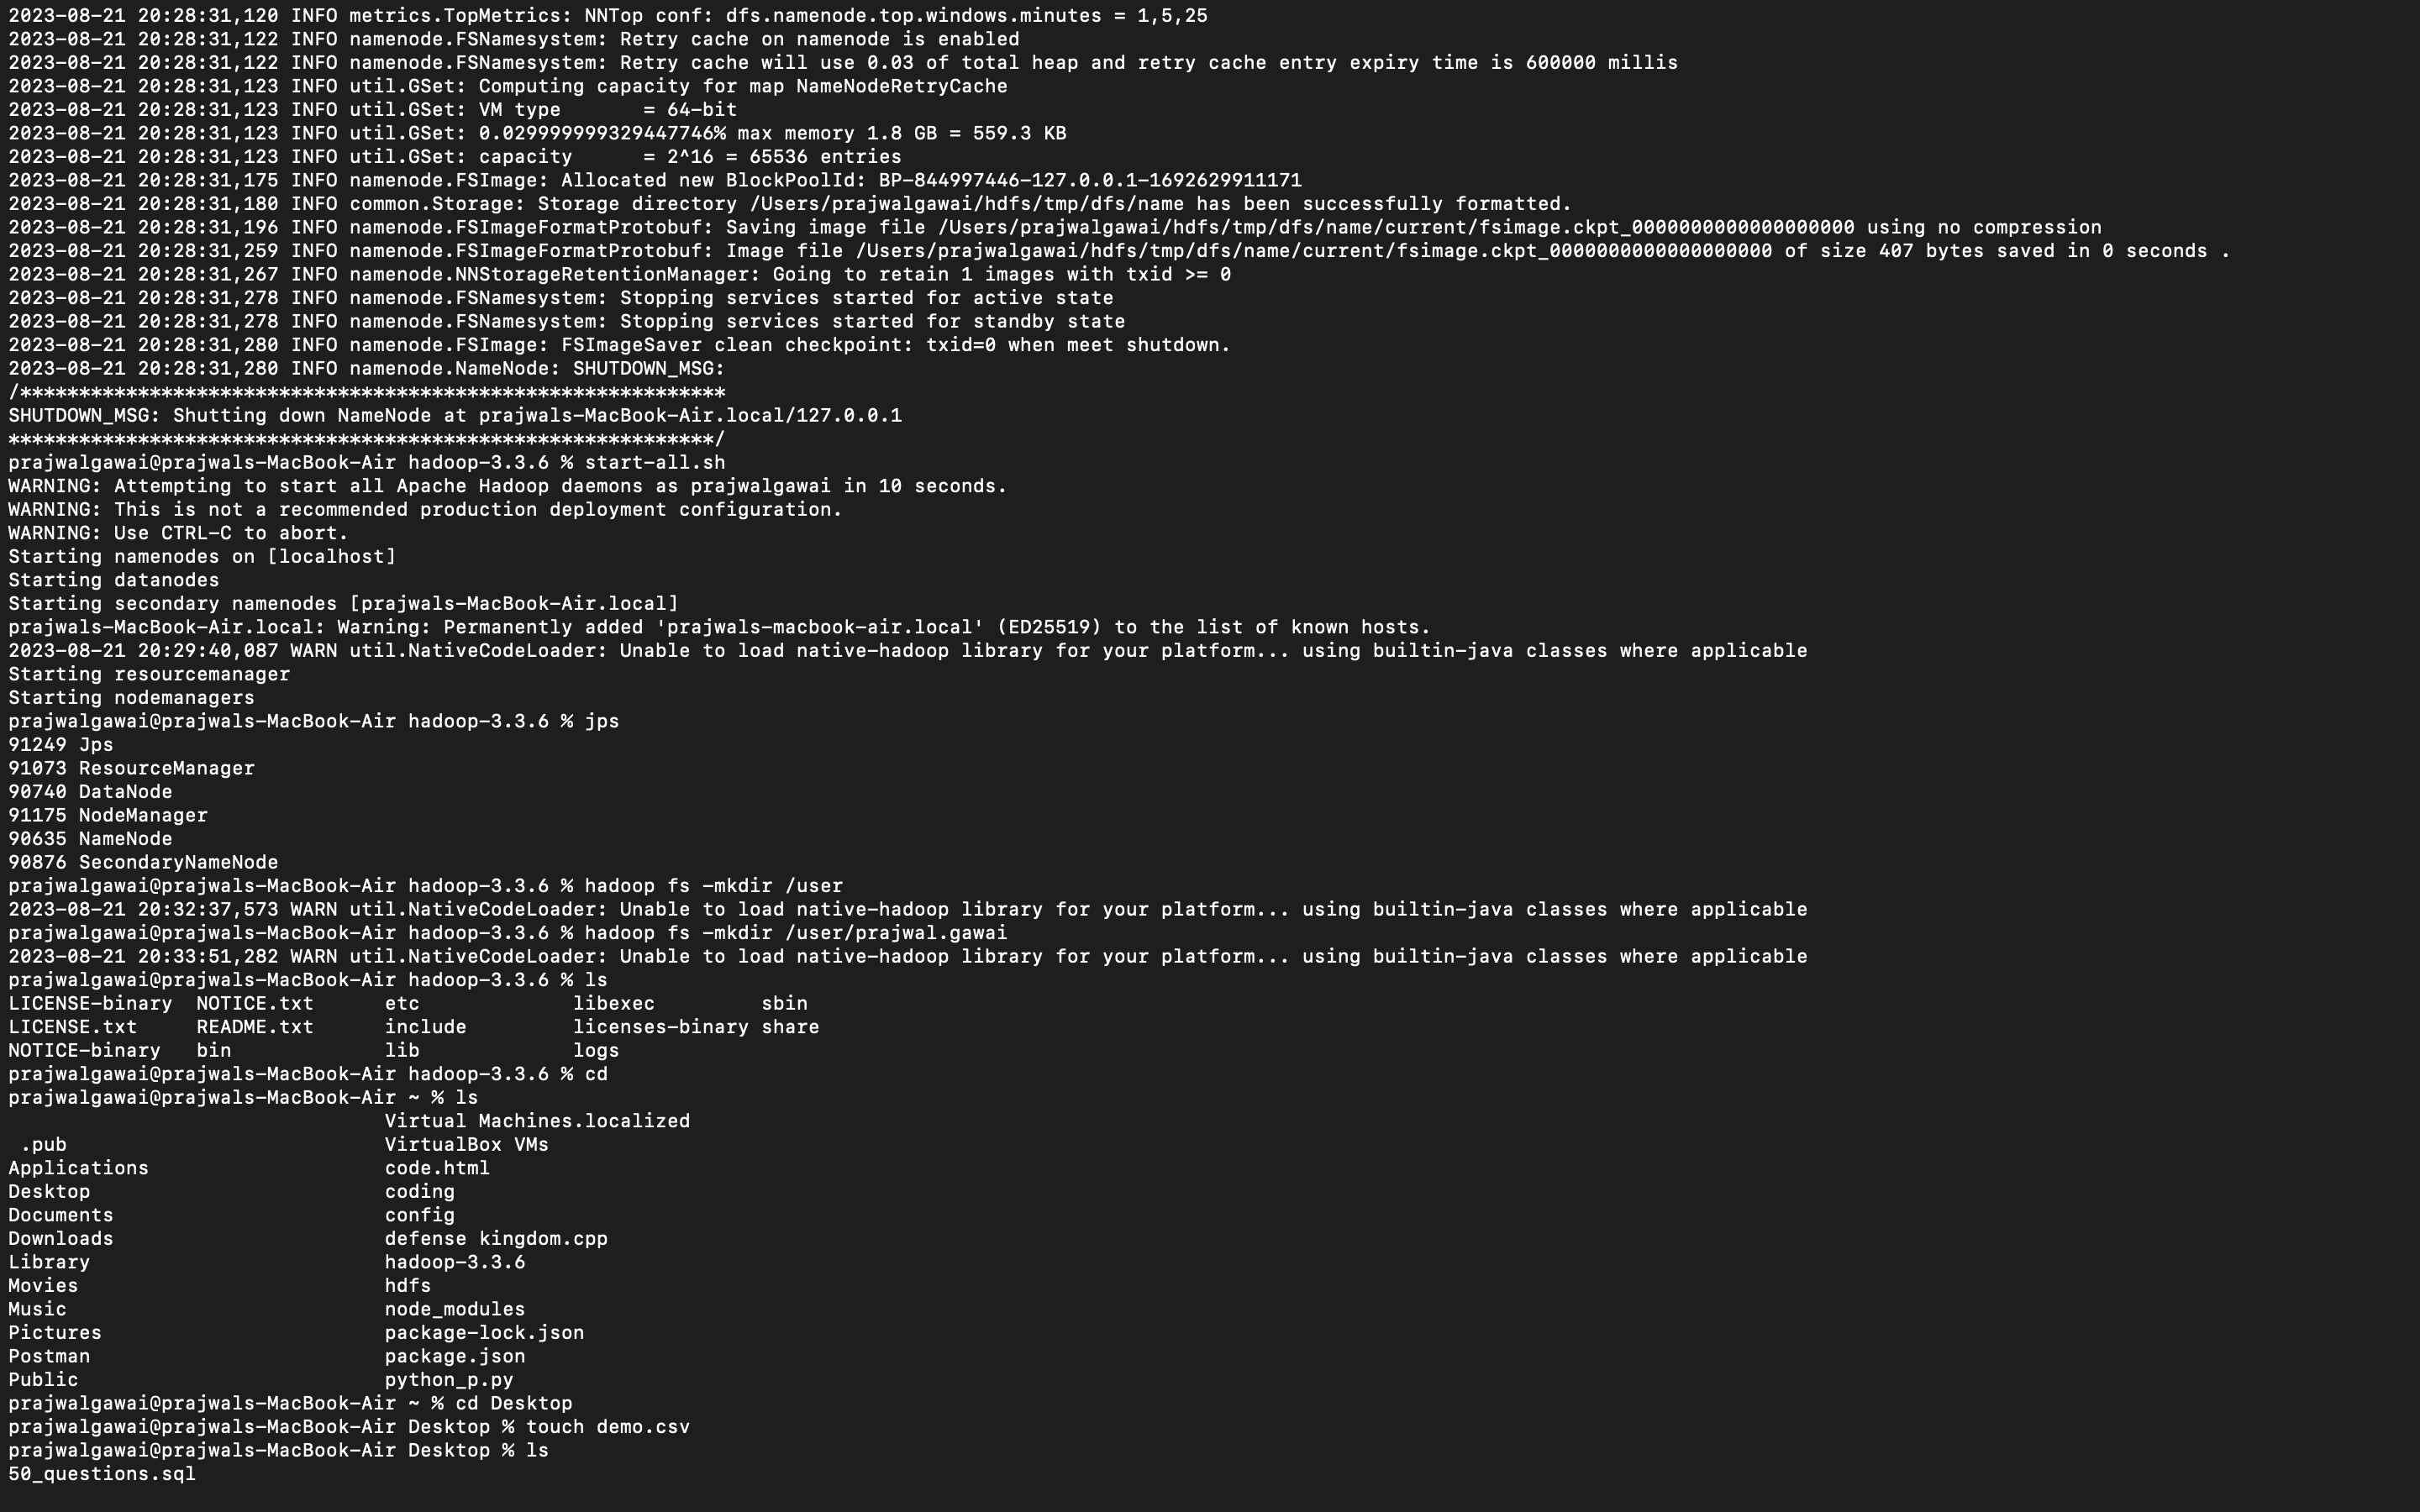 2023-08-21 20:28:31,120 INFO metrics.TopMetrics: NNTop conf: dfs.namenode.top.windows.minutes = 1,5,25
2023-08-21 20:28:31,122 INFO namenode.FSNamesystem: Retry cache on namenode is enabled
2023-08-21 20:28:31,122 INFO namenode.FSNamesystem: Retry cache will use 0.03 of total heap and retry cache entry expiry time is 600000 millis
2023-08-21 20:28:31,123 INFO util.GSet: Computing capacity for map NameNodeRetryCache
2023-08-21 20:28:31,123 INFO util.GSet: VM type       = 64-bit
2023-08-21 20:28:31,123 INFO util.GSet: 0.029999999329447746% max memory 1.8 GB = 559.3 KB
2023-08-21 20:28:31,123 INFO util.GSet: capacity      = 2^16 = 65536 entries
2023-08-21 20:28:31,175 INFO namenode.FSImage: Allocated new BlockPoolId: BP-844997446-127.0.0.1-1692629911171
2023-08-21 20:28:31,180 INFO common.Storage: Storage directory /Users/prajwalgawai/hdfs/tmp/dfs/name has been successfully formatted.
2023-08-21 20:28:31,196 INFO namenode.FSImageFormatProtobuf: Saving image file /Users/prajwalgawai/hdfs/tmp/dfs/name/current/fsimage.ckpt_0000000000000000000 using no compression
2023-08-21 20:28:31,259 INFO namenode.FSImageFormatProtobuf: Image file /Users/prajwalgawai/hdfs/tmp/dfs/name/current/fsimage.ckpt_0000000000000000000 of size 407 bytes saved in 0 seconds .
2023-08-21 20:28:31,267 INFO namenode.NNStorageRetentionManager: Going to retain 1 images with txid >= 0
2023-08-21 20:28:31,278 INFO namenode.FSNamesystem: Stopping services started for active state
2023-08-21 20:28:31,278 INFO namenode.FSNamesystem: Stopping services started for standby state
2023-08-21 20:28:31,280 INFO namenode.FSImage: FSImageSaver clean checkpoint: txid=0 when meet shutdown.
2023-08-21 20:28:31,280 INFO namenode.NameNode: SHUTDOWN_MSG:
/************************************************************
SHUTDOWN_MSG: Shutting down NameNode at prajwals-MacBook-Air.local/127.0.0.1
************************************************************/
prajwalgawai@prajwals-MacBook-Air hadoop-3.3.6 % start-all.sh
WARNING: Attempting to start all Apache Hadoop daemons as prajwalgawai in 10 seconds.
WARNING: This is not a recommended production deployment configuration.
WARNING: Use CTRL-C to abort.
Starting namenodes on [localhost]
Starting datanodes
Starting secondary namenodes [prajwals-MacBook-Air.local]
prajwals-MacBook-Air.local: Warning: Permanently added 'prajwals-macbook-air.local' (ED25519) to the list of known hosts.
2023-08-21 20:29:40,087 WARN util.NativeCodeLoader: Unable to load native-hadoop library for your platform... using builtin-java classes where applicable
Starting resourcemanager
Starting nodemanagers
prajwalgawai@prajwals-MacBook-Air hadoop-3.3.6 % jps
91249 Jps
91073 ResourceManager
90740 DataNode
91175 NodeManager
90635 NameNode
90876 SecondaryNameNode
prajwalgawai@prajwals-MacBook-Air hadoop-3.3.6 % hadoop fs -mkdir /user
2023-08-21 20:32:37,573 WARN util.NativeCodeLoader: Unable to load native-hadoop library for your platform... using builtin-java classes where applicable
prajwalgawai@prajwals-MacBook-Air hadoop-3.3.6 % hadoop fs -mkdir /user/prajwal.gawai
2023-08-21 20:33:51,282 WARN util.NativeCodeLoader: Unable to load native-hadoop library for your platform... using builtin-java classes where applicable
prajwalgawai@prajwals-MacBook-Air hadoop-3.3.6 % ls
LICENSE-binary  NOTICE.txt      etc             libexec         sbin
LICENSE.txt     README.txt      include         licenses-binary share
NOTICE-binary   bin             lib             logs
prajwalgawai@prajwals-MacBook-Air hadoop-3.3.6 % cd
prajwalgawai@prajwals-MacBook-Air ~ % ls
                                Virtual Machines.localized
 .pub                           VirtualBox VMs
Applications                    code.html
Desktop                         coding
Documents                       config
Downloads                       defense kingdom.cpp
Library                         hadoop-3.3.6
Movies                          hdfs
Music                           node_modules
Pictures                        package-lock.json
Postman                         package.json
Public                          python_p.py
prajwalgawai@prajwals-MacBook-Air ~ % cd Desktop
prajwalgawai@prajwals-MacBook-Air Desktop % touch demo.csv
prajwalgawai@prajwals-MacBook-Air Desktop % ls
50_questions.sql